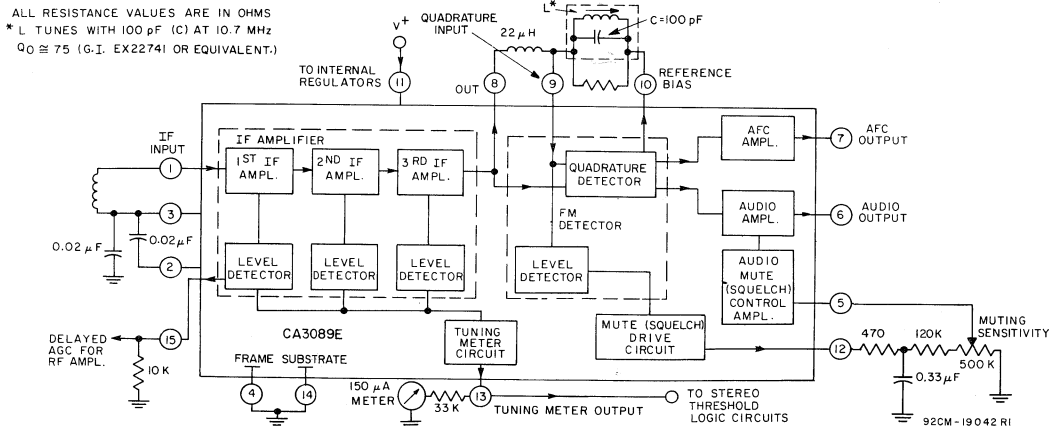 ALL RESISTANCE VALUES ARE IN OHMS
* L TUNES WITH 100 pF (C) AT 10.7 MHz
Q₀ ≅ 75 (G.I. EX22741 OR EQUIVALENT.)
V+
QUADRATURE
INPUT
L*
C=100 pF
22 µH
TO INTERNAL
REGULATORS
11
OUT
8
9
10
REFERENCE
BIAS
IF
INPUT
1
3
2
0.02 µF
0.02 µF
IF AMPLIFIER
1ST IF
AMPL.
2ND IF
AMPL.
3RD IF
AMPL.
LEVEL
DETECTOR
LEVEL
DETECTOR
LEVEL
DETECTOR
QUADRATURE
DETECTOR
FM
DETECTOR
LEVEL
DETECTOR
AFC
AMPL.
7
AFC
OUTPUT
AUDIO
AMPL.
6
AUDIO
OUTPUT
AUDIO
MUTE
(SQUELCH)
CONTROL
AMPL.
5
MUTING
SENSITIVITY
DELAYED
AGC FOR
RF AMPL.
15
10 K
CA3089E
FRAME
SUBSTRATE
4
14
TUNING
METER
CIRCUIT
MUTE (SQUELCH)
DRIVE
CIRCUIT
12
470
120K
500 K
0.33 µF
150 µA
METER
33 K
13
TUNING METER OUTPUT
TO STEREO
THRESHOLD
LOGIC CIRCUITS
92CM-19042 R1